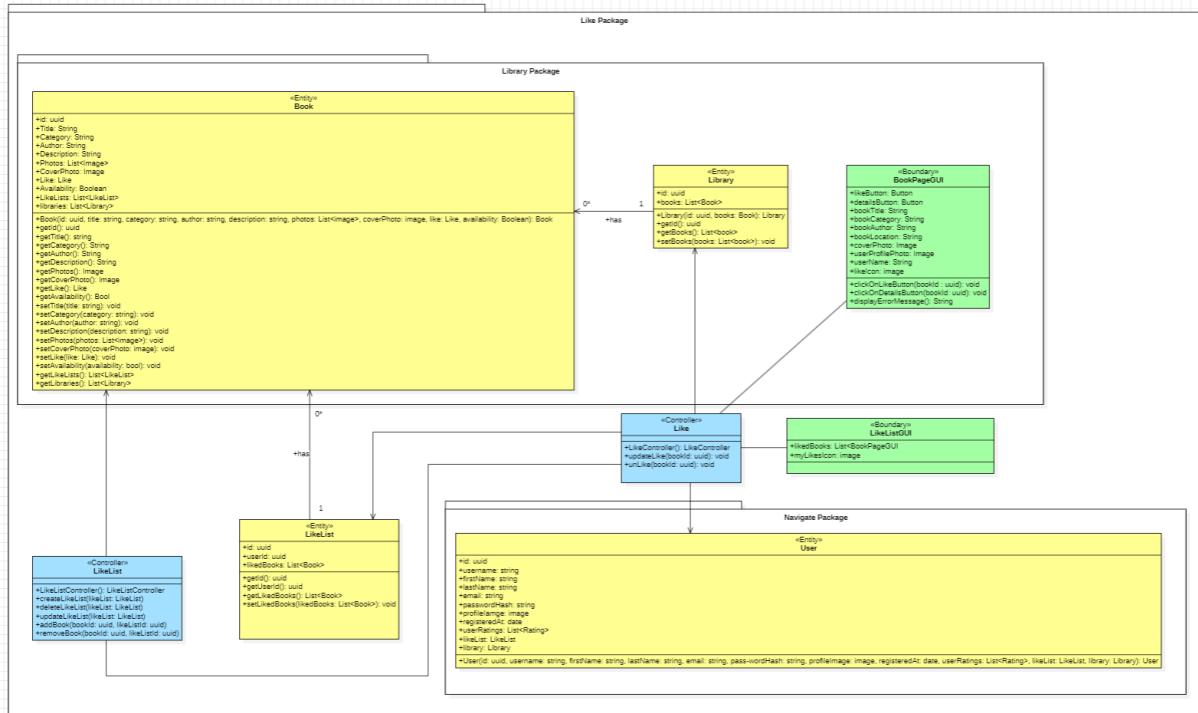 Like Package
Library Package
«Entity»
Book
+id: uuid
+Title: String
+Category: String
+Author: String
+Description: String
+Photos: List<Image>
+CoverPhoto: Image
+Like: Like
+Availability: Boolean
+LikeLists: List<LikeList>
+libraries: List<Library>
+Book(id: uuid, title: string, category: string, author: string, description: string, photos: List<image>, coverPhoto: image, like: Like, availability: Boolean): Book
+getId(): uuid
+getTitle(): string
+getCategory(): String
+getAuthor(): String
+getDescription(): String
+getPhotos(): Image
+getCoverPhoto(): Image
+getLike(): Like
+getAvailability(): Bool
+setTitle(title: string): void
+setCategory(category: string): void
+setAuthor(author: string): void
+setDescription(description: string): void
+setPhotos(photos: List<image>): void
+setCoverPhoto(coverPhoto: image): void
+setLike(like: Like): void
+setAvailability(availability: bool): void
+getLikeLists(): List<LikeList>
+getLibraries(): List<Library>
0*
1
+has
«Entity»
Library
+id: uuid
+books: List<Book>
+Library(id: uuid, books: Book): Library
+getId(): uuid
+getBooks(): List<book>
+setBooks(books: List<book>): void
«Boundary»
BookPageGUI
+likeButton: Button
+detailsButton: Button
+bookTitle: String
+bookCategory: String
+bookAuthor: String
+bookLocation: String
+coverPhoto: Image
+userProfilePhoto: Image
+userName: String
+likeIcon: image
+clickOnLikeButton(bookId : uuid): void
+clickOnDetailsButton(bookId: uuid): void
+displayErrorMessage(): String
0*
+has
1
«Controller»
Like
+LikeController(): LikeController
+updateLike(bookId: uuid): void
+unLike(bookId: uuid): void
«Boundary»
LikeListGUI
+likedBooks: List<BookPageGUI
+myLikesIcon: image
«Controller»
LikeList
+LikeListController(): LikeListController
+createLikeList(likeList: LikeList)
+deleteLikeList(likeList: LikeList)
+updateLikeList(likeList: LikeList)
+addBook(bookId: uuid, likeListId: uuid)
+removeBook(bookId: uuid, likeListId: uuid)
«Entity»
LikeList
+id: uuid
+userId: uuid
+likedBooks: List<Book>
+getId(): uuid
+getUserId(): uuid
+getLikedBooks(): List<Book>
+setLikedBooks(likedBooks: List<Book>): void
Navigate Package
«Entity»
User
+id: uuid
+username: string
+firstName: string
+lastName: string
+email: string
+passwordHash: string
+profileIamge: image
+registeredAt: date
+userRatings: List<Rating>
+likeList: LikeList
+library: Library
+User(id: uuid, username: string, firstName: string, lastName: string, email: string, pass-wordHash: string, profileImage: image, registeredAt: date, userRatings: List<Rating>, likeList: LikeList, library: Library): User